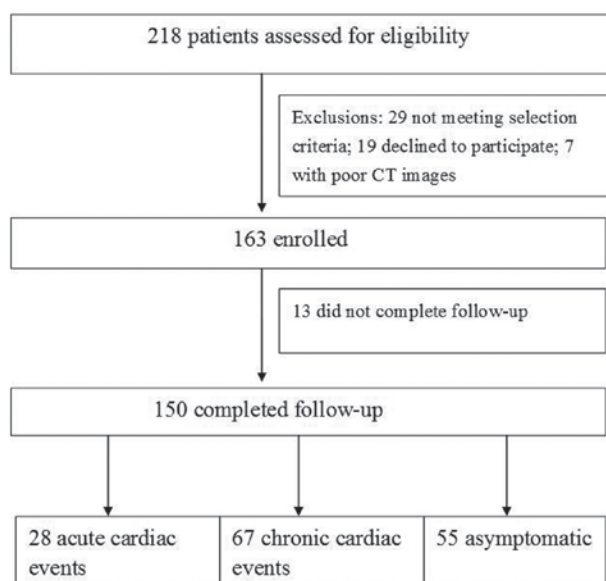 218 patients assessed for eligibility
Exclusions: 29 not meeting selection
criteria; 19 declined to participate; 7
with poor CT images
163 enrolled
13 did not complete follow-up
150 completed follow-up
28 acute cardiac
events
67 chronic cardiac
events
55 asymptomatic